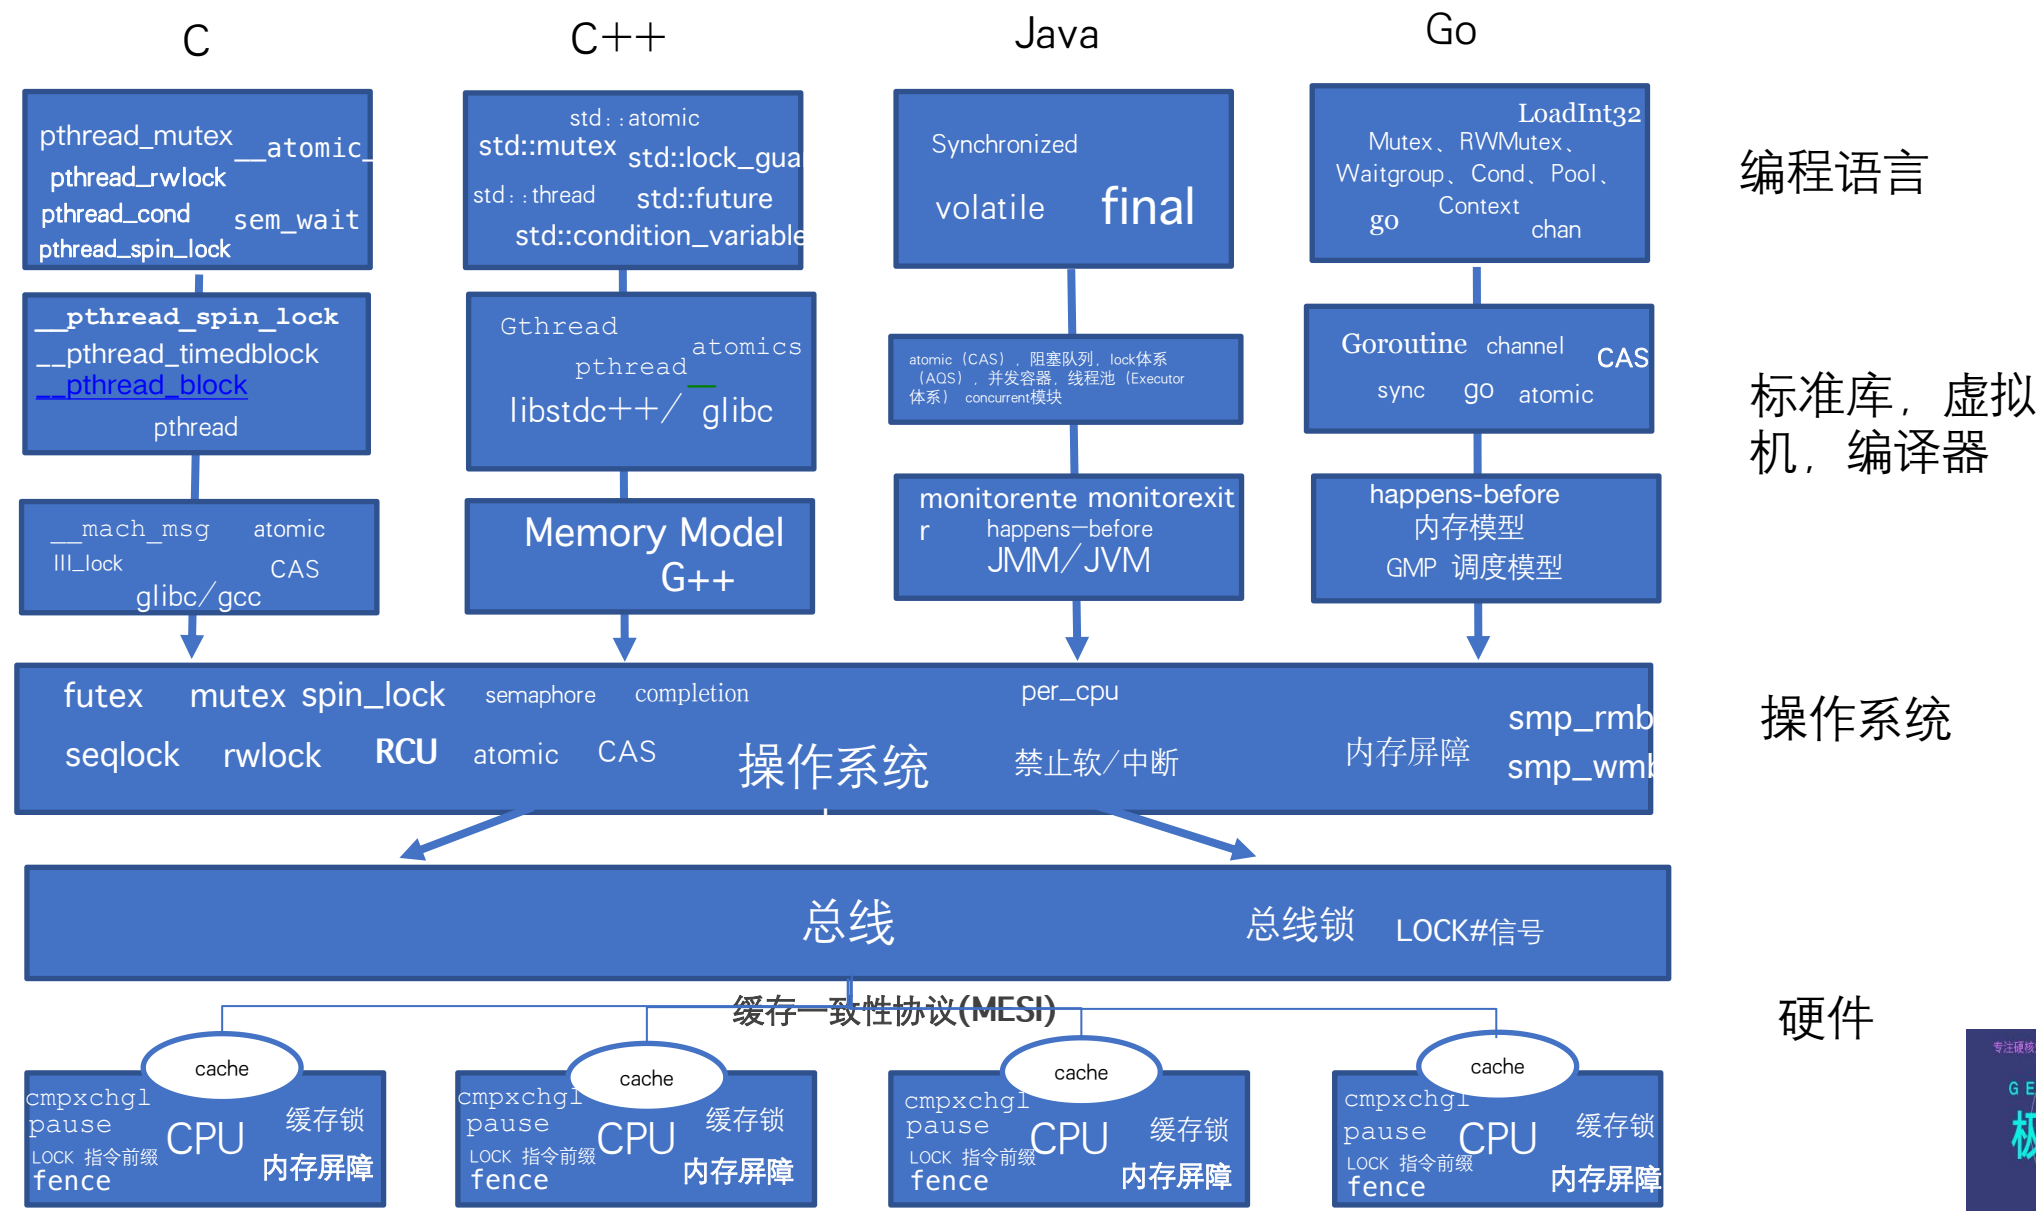 C
C++
Java
Go
pthread_mutex
__atomic_
pthread_rwlock
pthread_cond
sem_wait
pthread_spin_lock
std::atomic
std::mutex
std::lock_gua
std::thread
std::future
std::condition_variable
Synchronized
volatile
final
LoadInt32
Mutex、RWMutex、
Waitgroup、Cond、Pool、
Context
go
chan
编程语言
__pthread_spin_lock
__pthread_timedblock
__pthread_block
pthread
Gthread
atomics
pthread__
libstdc++/ glibc
atomic（CAS），阻塞队列，lock体系
（AQS），并发容器，线程池（Executor
体系） concurrent模块
Goroutine
channel
CAS
sync
go
atomic
标准库，虚拟
机，编译器
__mach_msg
atomic
lll_lock
CAS
glibc/gcc
Memory Model
G++
monitorente
r
monitorexit
happens-before
JMM/JVM
happens-before
内存模型
GMP 调度模型
futex
mutex
spin_lock
semaphore
completion
per_cpu
smp_rmb
seqlock
rwlock
RCU
atomic
CAS
操作系统
禁止软/中断
内存屏障
smp_wmb
操作系统
总线
总线锁
LOCK#信号
缓存一致性协议(MESI)
硬件
cache
cmpxchgl
pause
CPU
缓存锁
LOCK 指令前缀
内存屏障
fence
cache
cmpxchgl
pause
CPU
缓存锁
LOCK 指令前缀
内存屏障
fence
cache
cmpxchgl
pause
CPU
缓存锁
LOCK 指令前缀
内存屏障
fence
cache
cmpxchgl
pause
CPU
缓存锁
LOCK 指令前缀
内存屏障
fence
专注硬核
G E
极